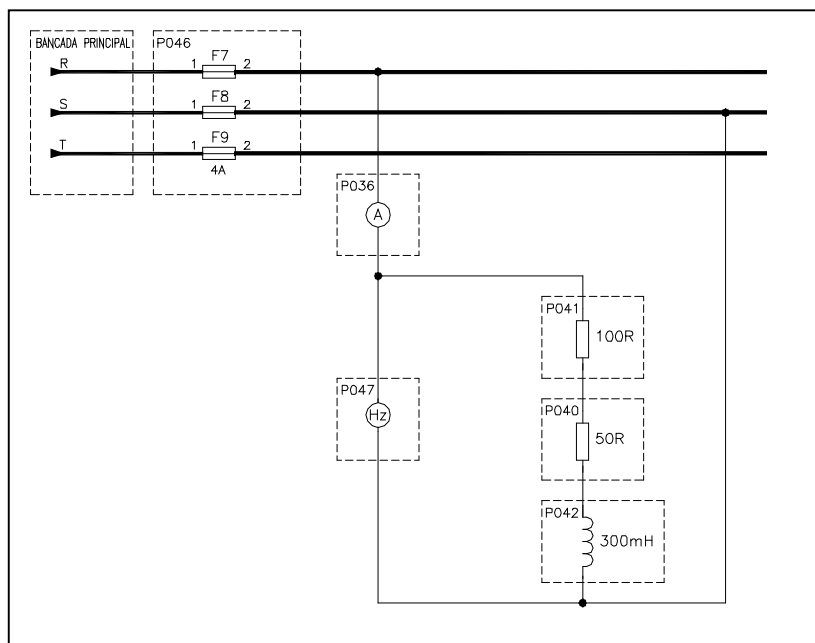 BANCADA PRINCIPAL
P046
R
1
F7
2
S
1
F8
2
T
1
F9
2
4A
P036
A
P041
100R
P047
Hz
P040
50R
P042
300mH